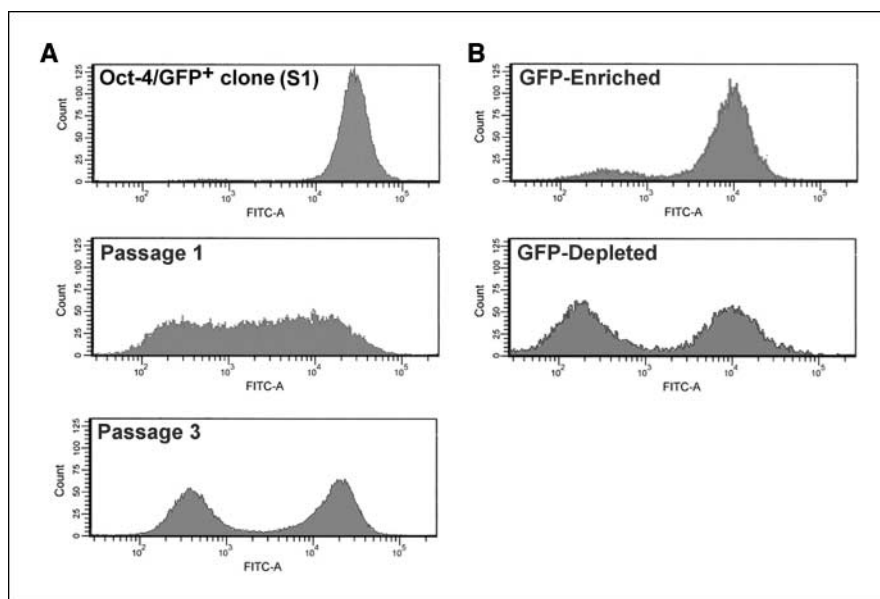 A
Oct-4/GFP+ clone (S1)
Count
0 25 50 75 100 125
10² 10³ 10⁴ 10⁵
FITC-A
Passage 1
Count
0 25 50 75 100 125
10² 10³ 10⁴ 10⁵
FITC-A
Passage 3
Count
0 25 50 75 100 125
10² 10³ 10⁴ 10⁵
FITC-A
B
GFP-Enriched
Count
0 25 50 75 100 125
10² 10³ 10⁴ 10⁵
FITC-A
GFP-Depleted
Count
0 25 50 75 100 125
10² 10³ 10⁴ 10⁵
FITC-A